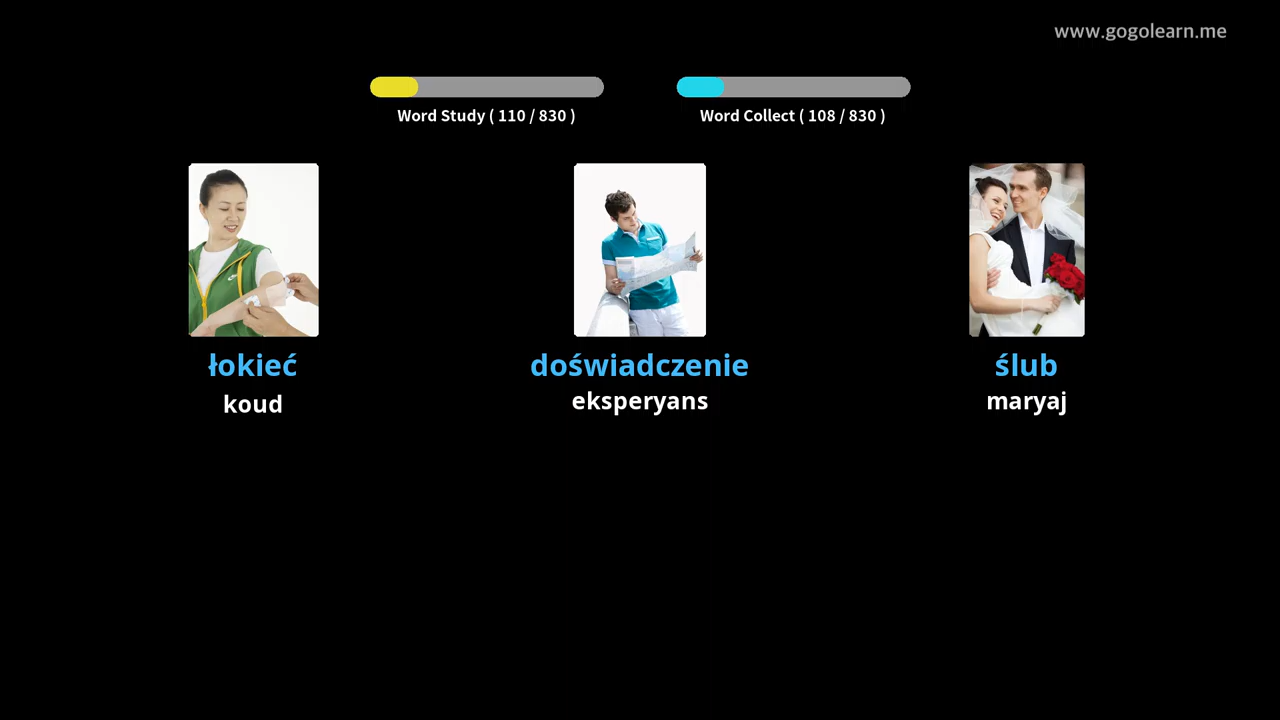 www.gogolearn.me
Word Study ( 110 / 830 )
Word Collect ( 108 / 830 )
łokieć
doświadczenie
ślub
koud
eksperyans
maryaj